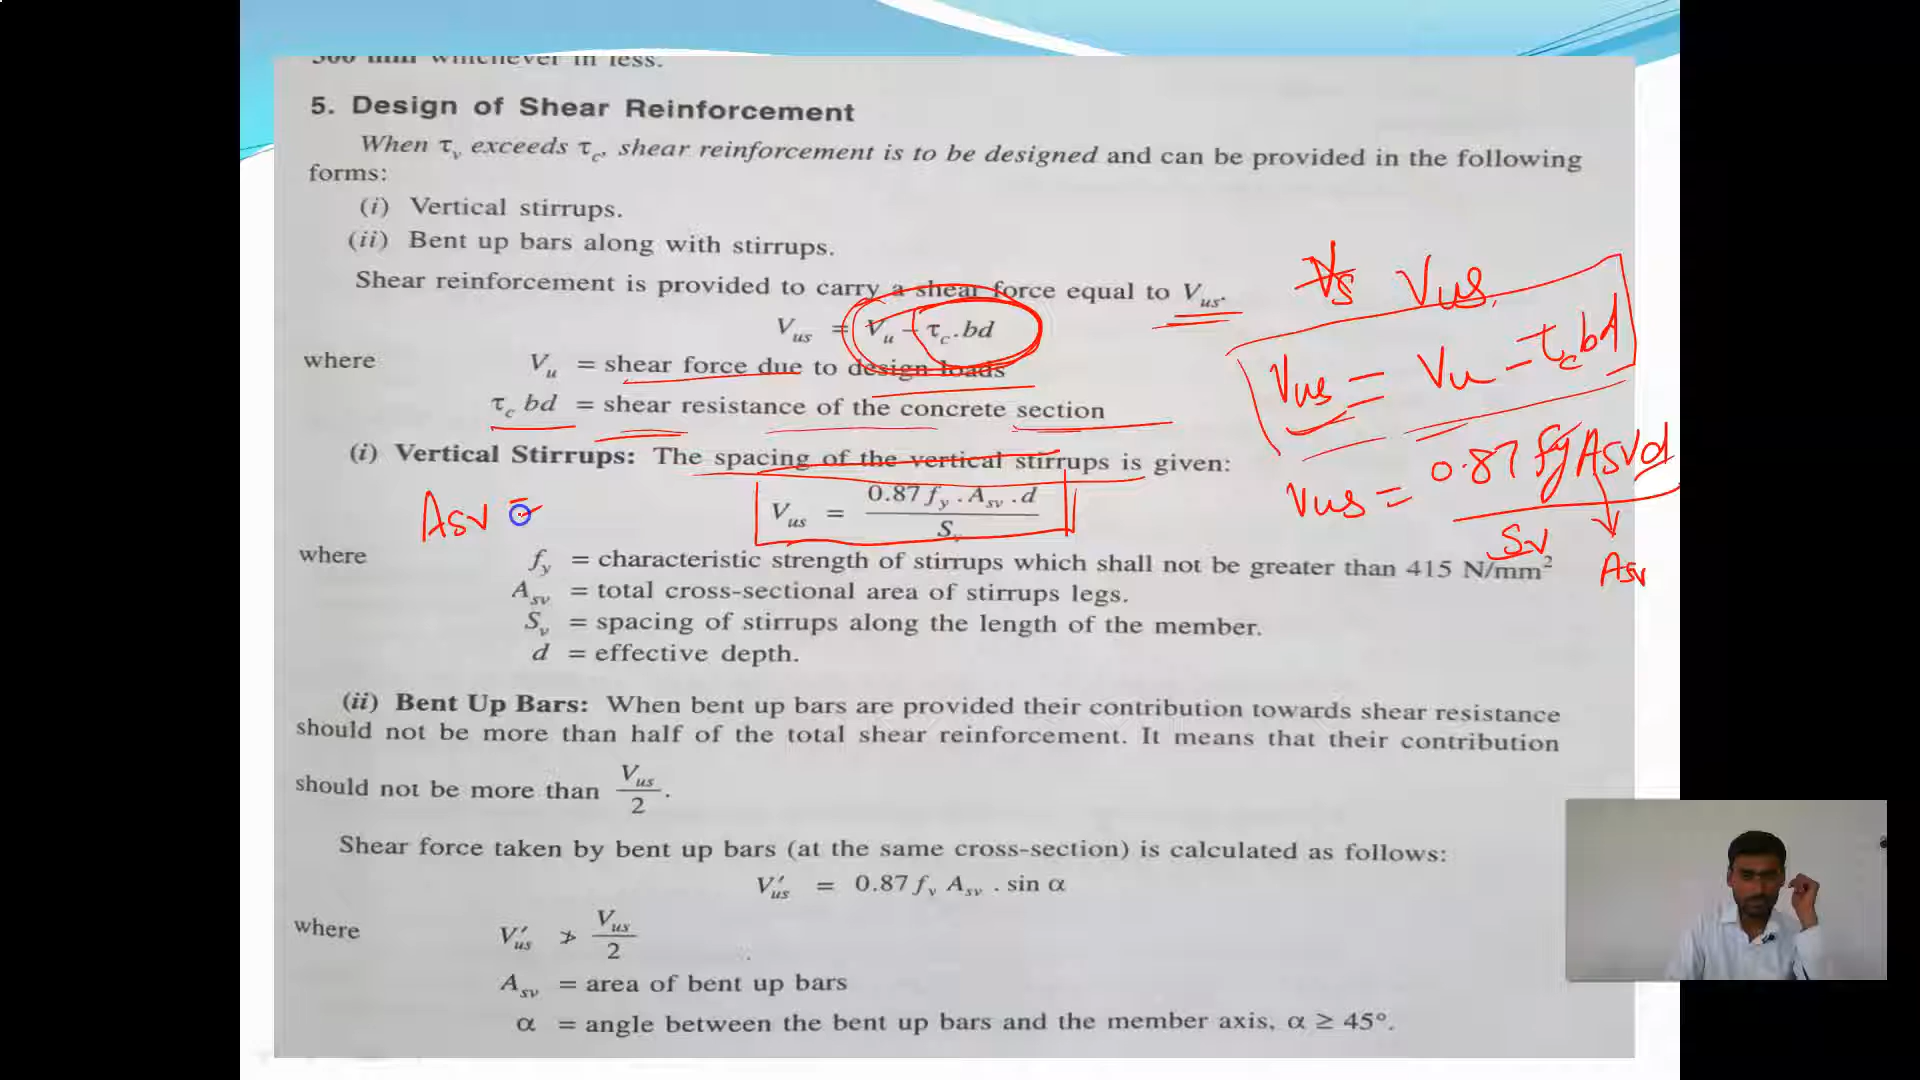 300 mm whichever in less.
5. Design of Shear Reinforcement
When τv exceeds τc, shear reinforcement is to be designed and can be provided in the following
forms:
(i) Vertical stirrups.
(ii) Bent up bars along with stirrups.
Shear reinforcement is provided to carry a shear force equal to Vus.
Vus = Vu − τc.bd
where Vu = shear force due to design loads
τc bd = shear resistance of the concrete section
(i) Vertical Stirrups: The spacing of the vertical stirrups is given:
Vus = 0.87 fy . Asv . d / Sv
where fy = characteristic strength of stirrups which shall not be greater than 415 N/mm²
Asv = total cross-sectional area of stirrups legs.
Sv = spacing of stirrups along the length of the member.
d = effective depth.
(ii) Bent Up Bars: When bent up bars are provided their contribution towards shear resistance
should not be more than half of the total shear reinforcement. It means that their contribution
should not be more than Vus / 2 .
Shear force taken by bent up bars (at the same cross-section) is calculated as follows:
V′us = 0.87 fy Asv . sin α
where V′us ≯ Vus / 2
Asv = area of bent up bars
α = angle between the bent up bars and the member axis, α ≥ 45°.
Vs Vus
Vus = Vu − τc bd
Vus = 0.87 fy Asv d / Sv
Asv
Asv =